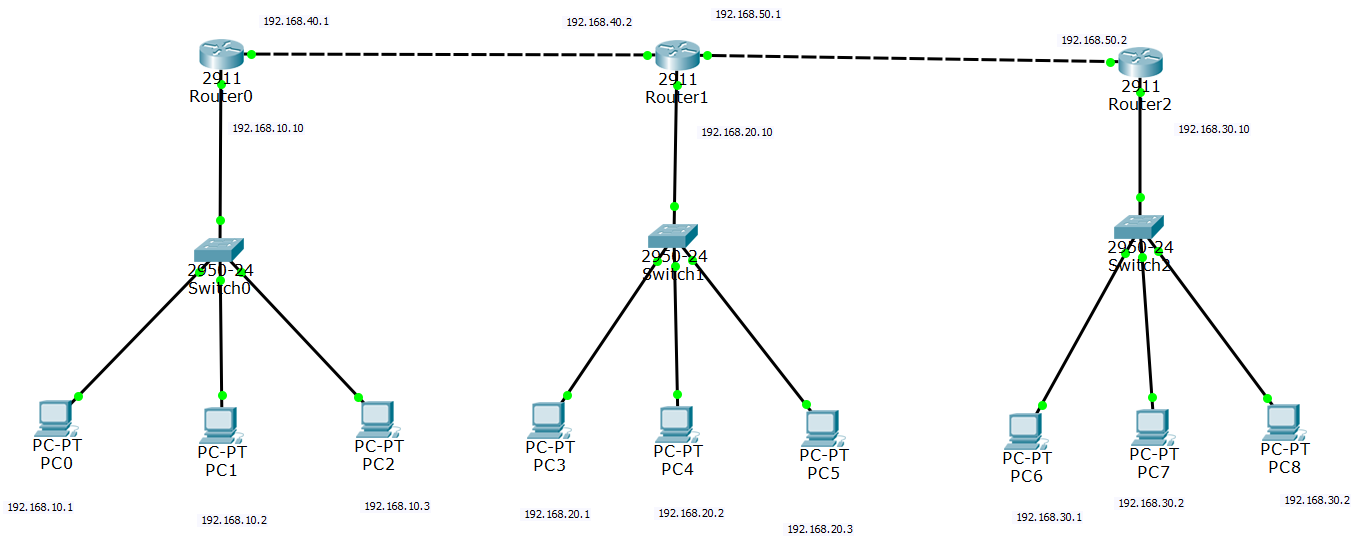 192.168.40.1
192.168.40.2
192.168.50.1
192.168.50.2
2911
Router0
2911
Router1
2911
Router2
192.168.10.10
192.168.20.10
192.168.30.10
2950-24
Switch0
2950-24
Switch1
2950-24
Switch2
PC-PT
PC0
PC-PT
PC1
PC-PT
PC2
PC-PT
PC3
PC-PT
PC4
PC-PT
PC5
PC-PT
PC6
PC-PT
PC7
PC-PT
PC8
192.168.10.1
192.168.10.2
192.168.10.3
192.168.20.1
192.168.20.2
192.168.20.3
192.168.30.1
192.168.30.2
192.168.30.2